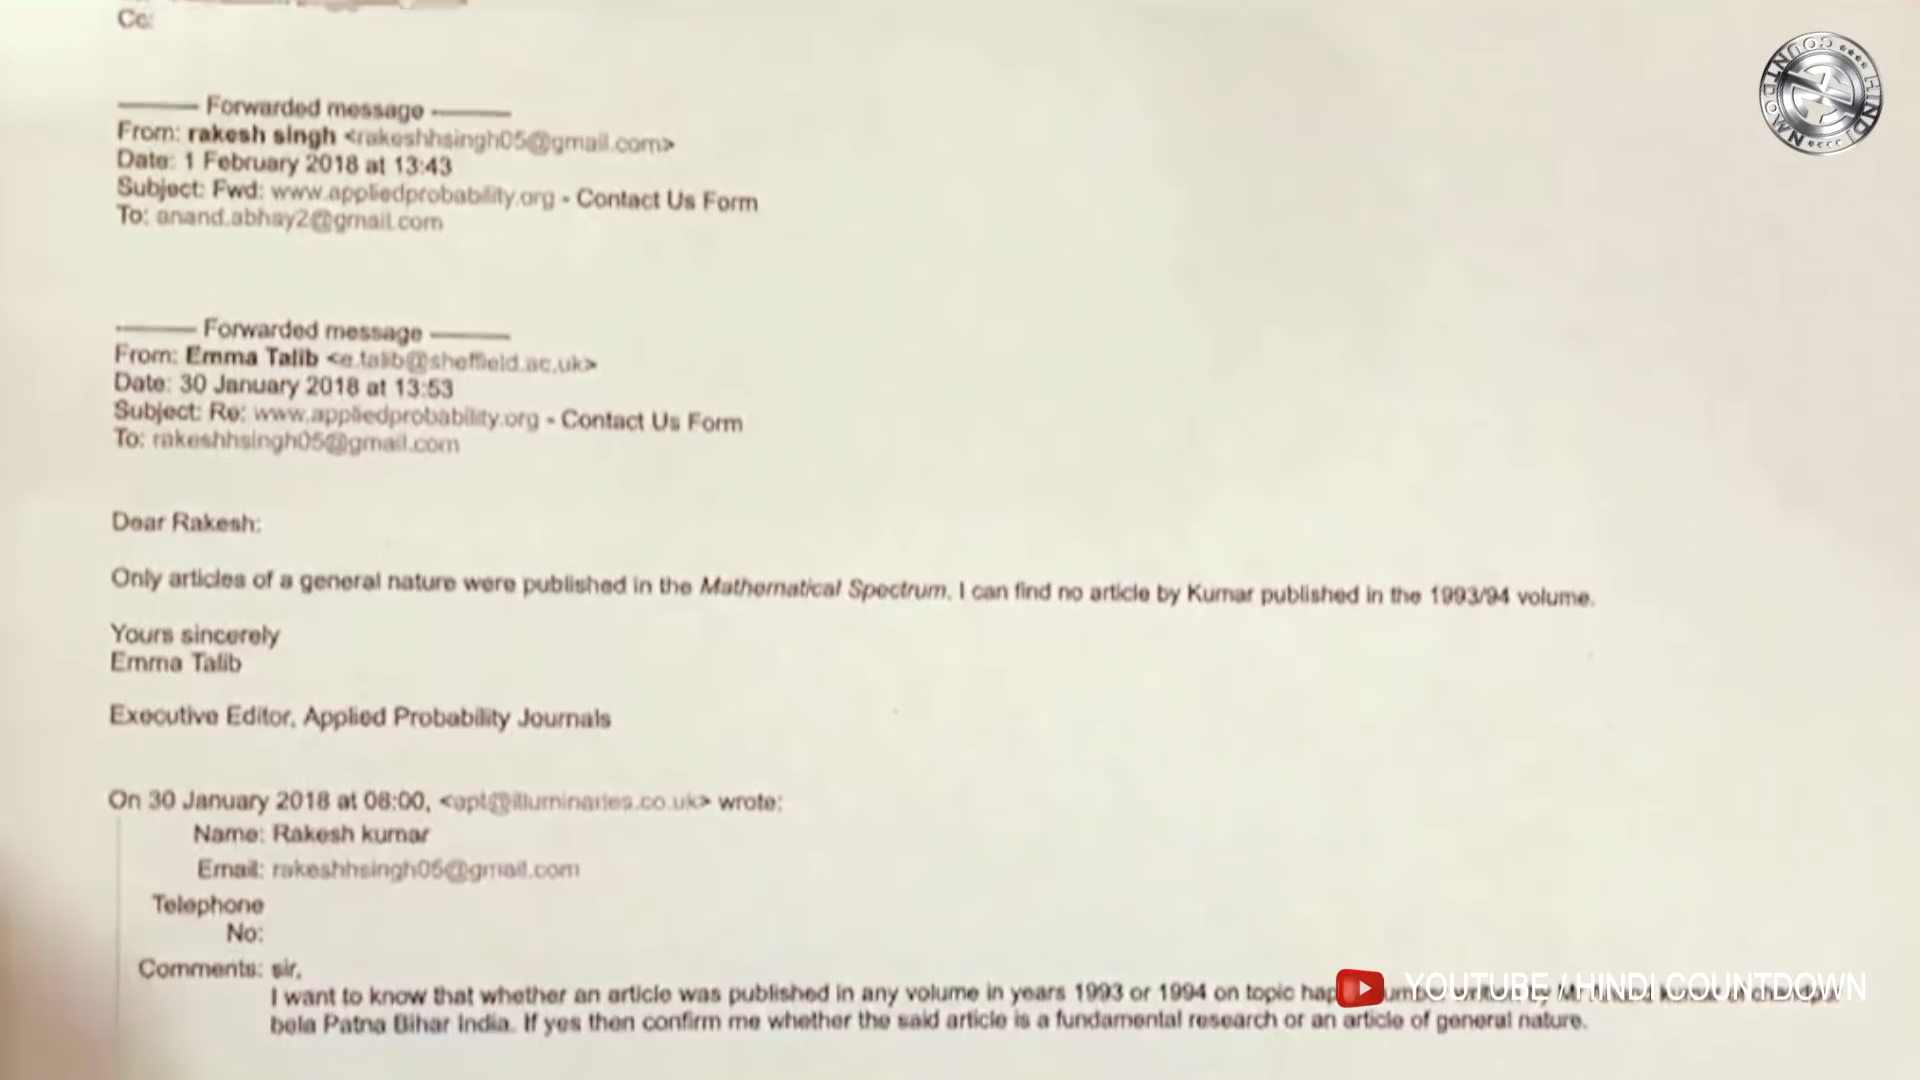 Cc:
Forwarded message
From: rakesh singh <rakeshhsingh05@gmail.com>
Date: 1 February 2018 at 13:43
Subject: Fwd: www.appliedprobability.org - Contact Us Form
To: anand.abhay2@gmail.com
Forwarded message
From: Emma Talib <e.talib@sheffield.ac.uk>
Date: 30 January 2018 at 13:53
Subject: Re: www.appliedprobability.org - Contact Us Form
To: rakeshhsingh05@gmail.com
Dear Rakesh:
Only articles of a general nature were published in the Mathematical Spectrum. I can find no article by Kumar published in the 1993/94 volume.
Yours sincerely
Emma Talib
Executive Editor, Applied Probability Journals
On 30 January 2018 at 08:00, <apt@illuminaries.co.uk> wrote:
Name: Rakesh kumar
Email: rakeshhsingh05@gmail.com
Telephone
No:
Comments: sir,
I want to know that whether an article was published in any volume in years 1993 or 1994 on topic
bela Patna Bihar India. If yes then confirm me whether the said article is a fundamental research or an article of general nature.
HINDI COUNTDOWN
YOUTUBE / HINDI COUNTDOWN